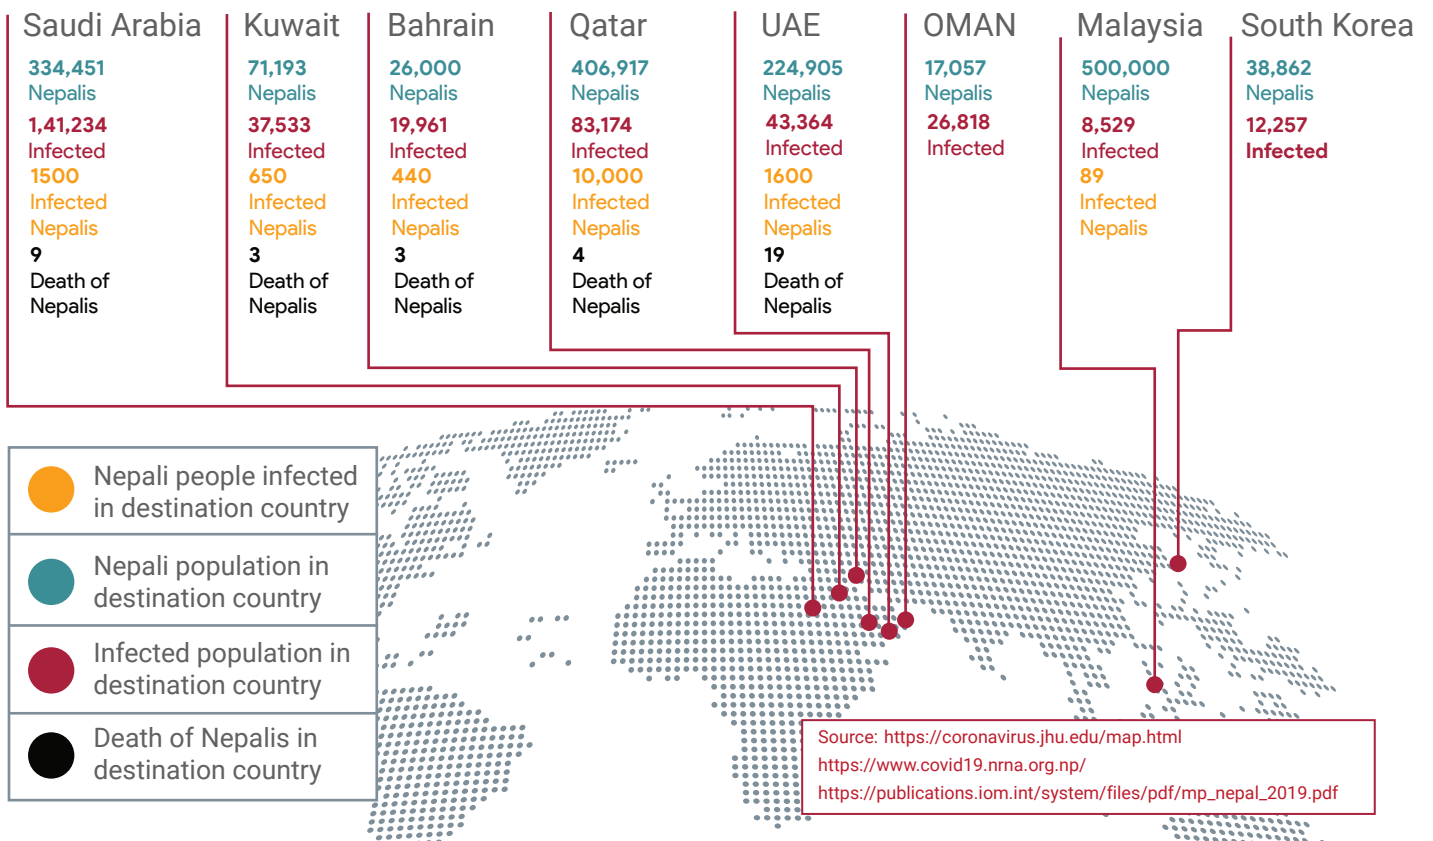 Saudi Arabia
334,451
Nepalis
1,41,234
Infected
1500
Infected
Nepalis
9
Death of
Nepalis
Kuwait
71,193
Nepalis
37,533
Infected
650
Infected
Nepalis
3
Death of
Nepalis
Bahrain
26,000
Nepalis
19,961
Infected
440
Infected
Nepalis
3
Death of
Nepalis
Qatar
406,917
Nepalis
83,174
Infected
10,000
Infected
Nepalis
4
Death of
Nepalis
UAE
224,905
Nepalis
43,364
Infected
1600
Infected
Nepalis
19
Death of
Nepalis
OMAN
17,057
Nepalis
26,818
Infected
Malaysia
500,000
Nepalis
8,529
Infected
89
Infected
Nepalis
South Korea
38,862
Nepalis
12,257
Infected
Nepali people infected
in destination country
Nepali population in
destination country
Infected population in
destination country
Death of Nepalis in
destination country
Source: https://coronavirus.jhu.edu/map.html
https://www.covid19.nrna.org.np/
https://publications.iom.int/system/files/pdf/mp_nepal_2019.pdf